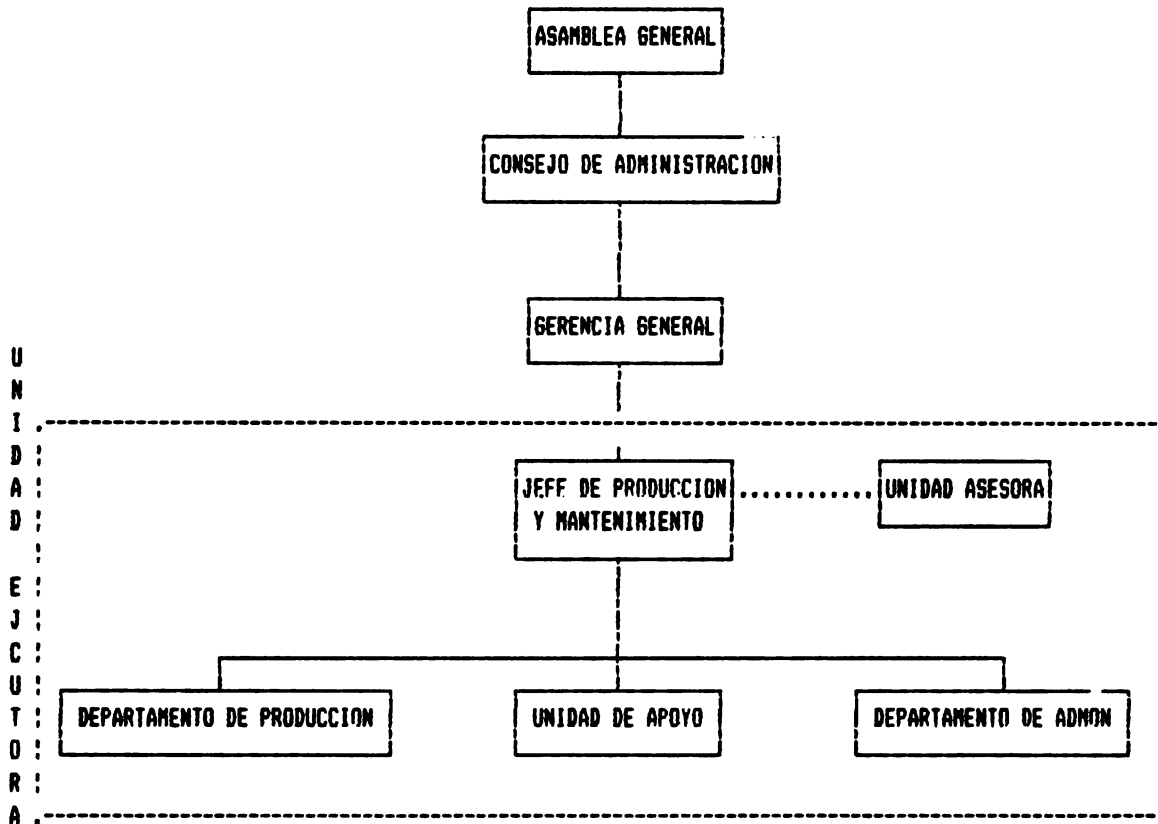 ASAMBLEA GENERAL
CONSEJO DE ADMINISTRACION
GERENCIA GENERAL
UNIDAD EJCUTORA
JEFE DE PRODUCCION
Y MANTENIMIENTO
UNIDAD ASESORA
DEPARTAMENTO DE PRODUCCION
UNIDAD DE APOYO
DEPARTAMENTO DE ADMON